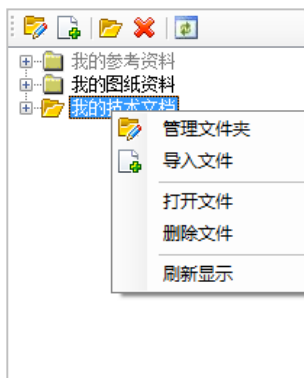 我的参考资料
我的图纸资料
我的技术文档
管理文件夹
导入文件
打开文件
删除文件
刷新显示